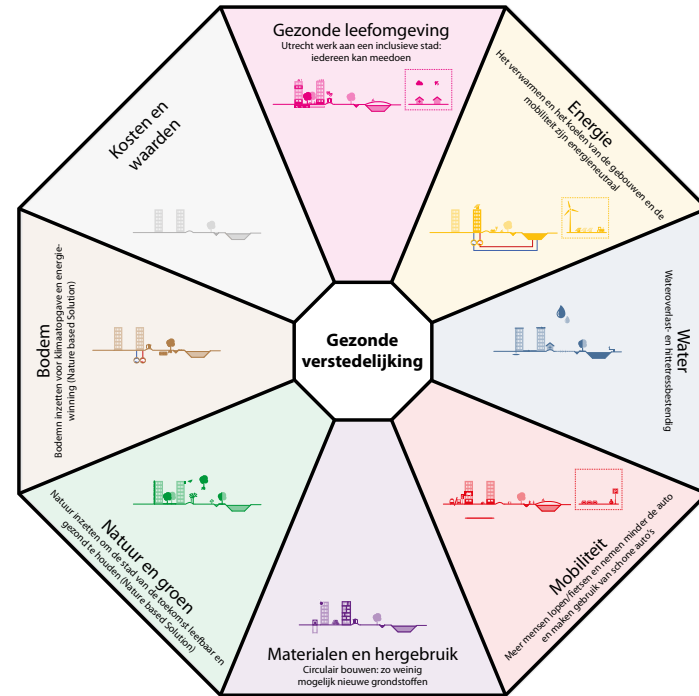 Gezonde leefomgeving
Utrecht werk aan een inclusieve stad:
iedereen kan meedoen
Energie
Het verwarmen en het koelen van de gebouwen en de
mobiliteit zijn energieneutraal
Water
Wateroverlast- en hittetressbestendig
Mobiliteit
Meer mensen lopen/fietsen en nemen minder de auto
en maken gebruik van schone auto's
Materialen en hergebruik
Circulair bouwen: zo weinig
mogelijk nieuwe grondstoffen
Natuur en groen
Natuur inzetten om de stad van de toekomst leefbaar en
gezond te houden (Nature based Solution)
Bodem
Bodemn inzetten voor klimaatopgave en energie-
winning (Nature based Solution)
Kosten en
waarden
Gezonde
verstedelijking